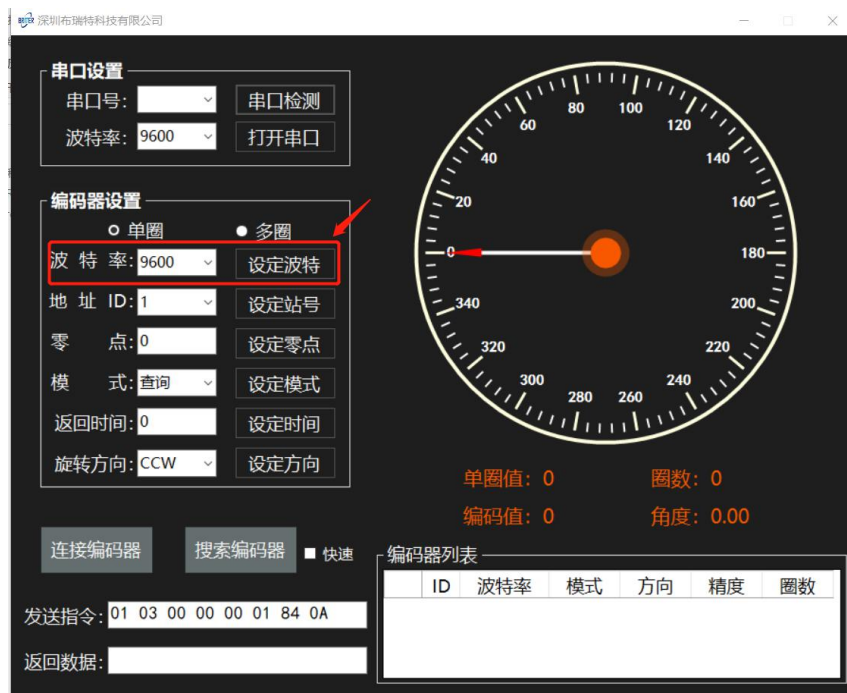 BRITER 深圳布瑞特科技有限公司
串口设置
串口号:
串口检测
波特率: 9600
打开串口
编码器设置
单圈 多圈
波 特 率: 9600
设定波特
地 址 ID: 1
设定站号
零 点: 0
设定零点
模 式: 查询
设定模式
返回时间: 0
设定时间
旋转方向: CCW
设定方向
连接编码器
搜索编码器
快速
发送指令: 01 03 00 00 00 01 84 0A
返回数据:
0
20
40
60
80
100
120
140
160
180
200
220
240
260
280
300
320
340
单圈值: 0 圈数: 0
编码值: 0 角度: 0.00
编码器列表
ID 波特率 模式 方向 精度 圈数